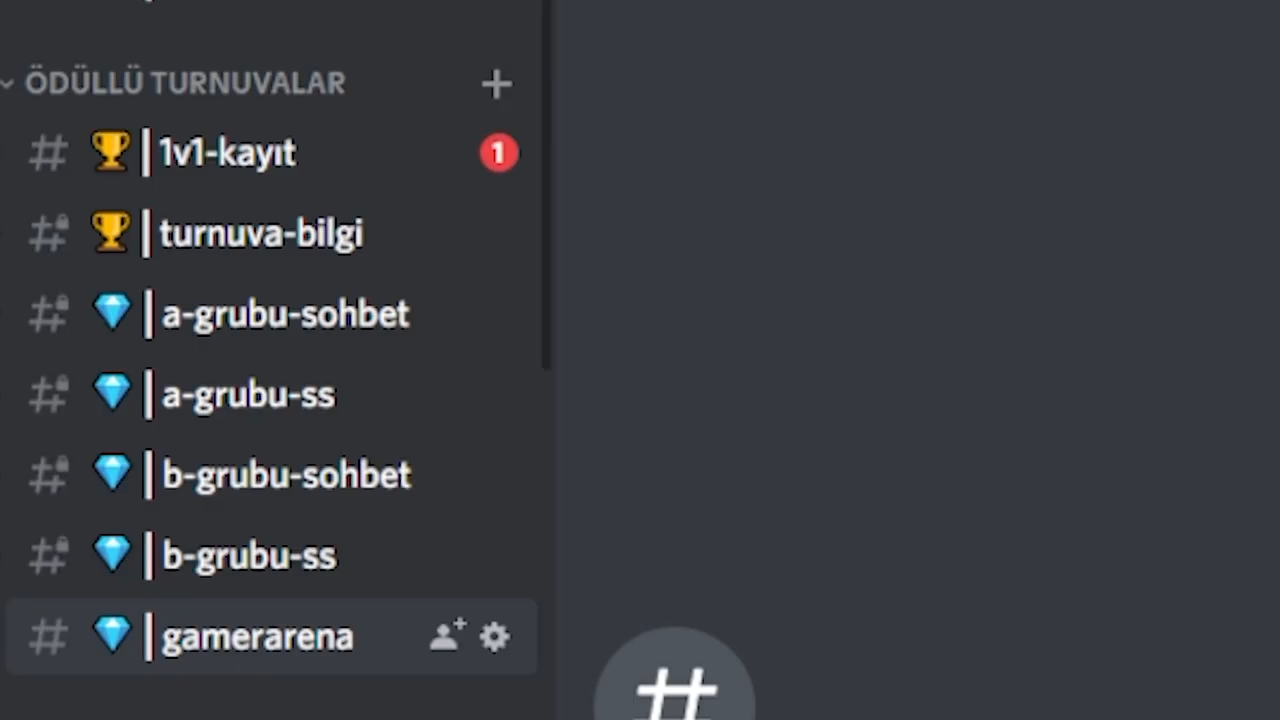 ÖDÜLLÜ TURNUVALAR
1v1-kayıt 1
turnuva-bilgi
a-grubu-sohbet
a-grubu-ss
b-grubu-sohbet
b-grubu-ss
gamerarena